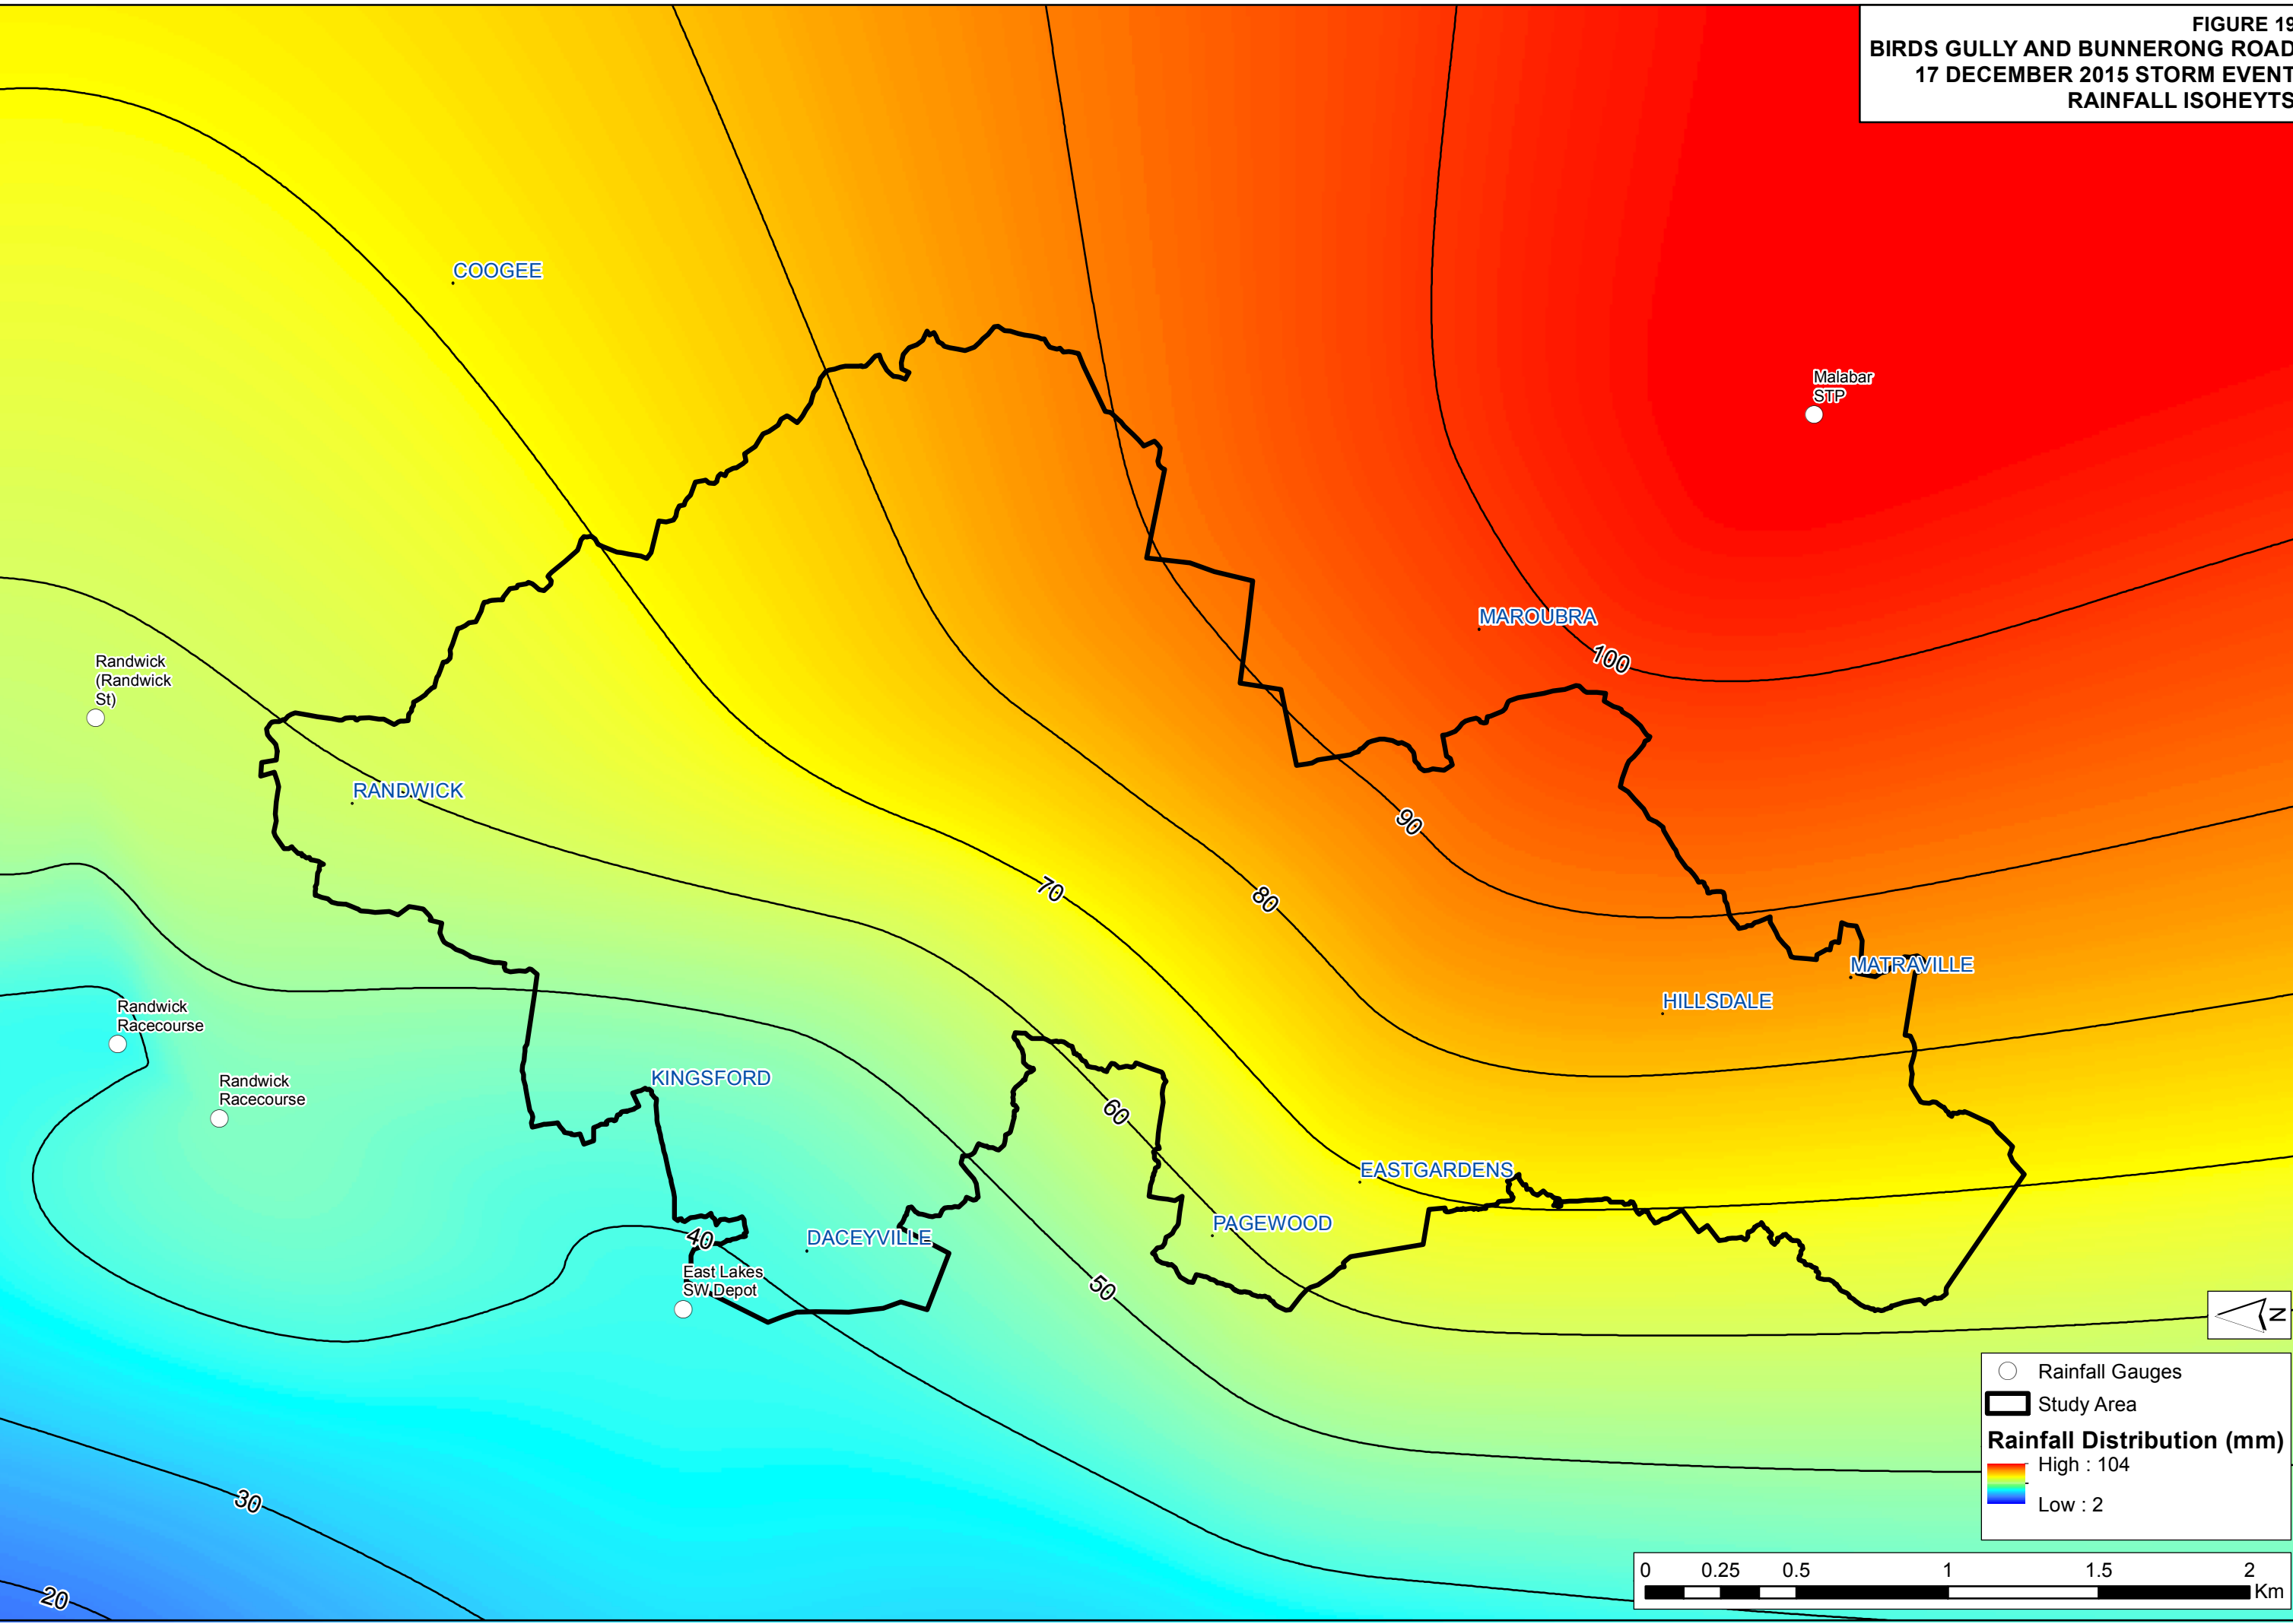 FIGURE 19
BIRDS GULLY AND BUNNERONG ROAD
17 DECEMBER 2015 STORM EVENT
RAINFALL ISOHEYTS
COOGEE
Malabar
STP
MAROUBRA
100
Randwick
(Randwick
St)
RANDWICK
90
70
80
MATRAVILLE
HILLSDALE
Randwick
Racecourse
KINGSFORD
Randwick
Racecourse
60
EASTGARDENS
PAGEWOOD
40
DACEYVILLE
East Lakes
SW Depot
50
N
Rainfall Gauges
Study Area
Rainfall Distribution (mm)
High : 104
Low : 2
30
20
0 0.25 0.5 1 1.5 2
Km